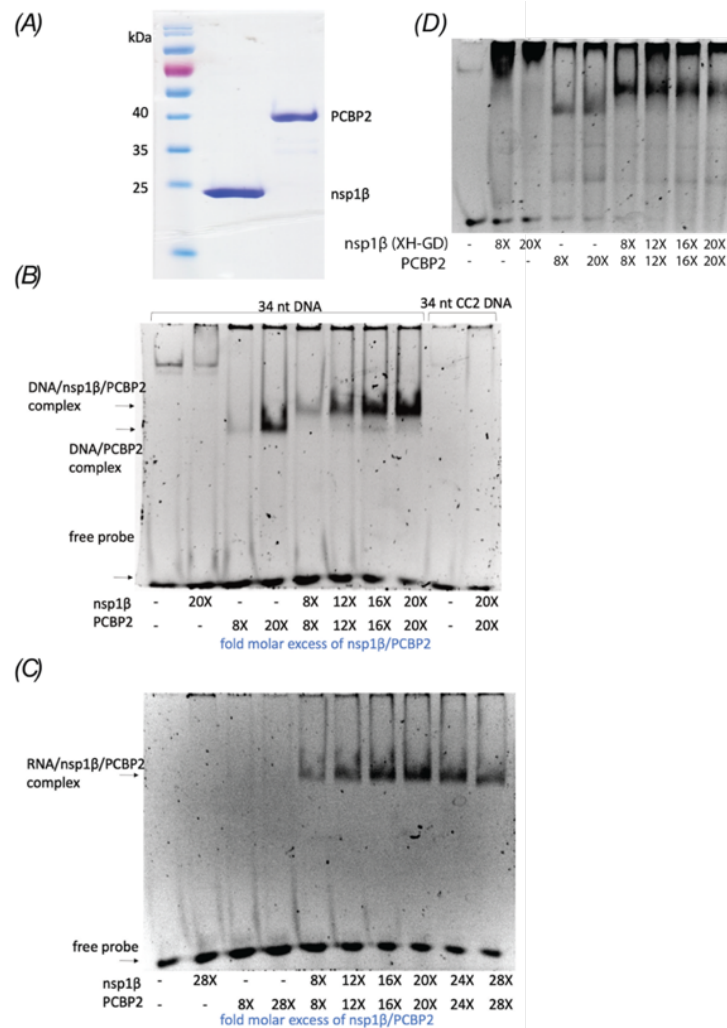 (A)
kDa
40
35
25
PCBP2
nsp1β
(D)
nsp1β (XH-GD) - 8X 20X - - 8X 12X 16X 20X
PCBP2 - - - 8X 20X 8X 12X 16X 20X
(B)
34 nt DNA
34 nt CC2 DNA
DNA/nsp1β/PCBP2
complex
DNA/PCBP2
complex
free probe
nsp1β - 20X - - 8X 12X 16X 20X - 20X
PCBP2 - - 8X 20X 8X 12X 16X 20X - 20X
fold molar excess of nsp1β/PCBP2
(C)
RNA/nsp1β/PCBP2
complex
free probe
nsp1β - 28X - - 8X 12X 16X 20X 24X 28X
PCBP2 - - 8X 28X 8X 12X 16X 20X 24X 28X
fold molar excess of nsp1β/PCBP2